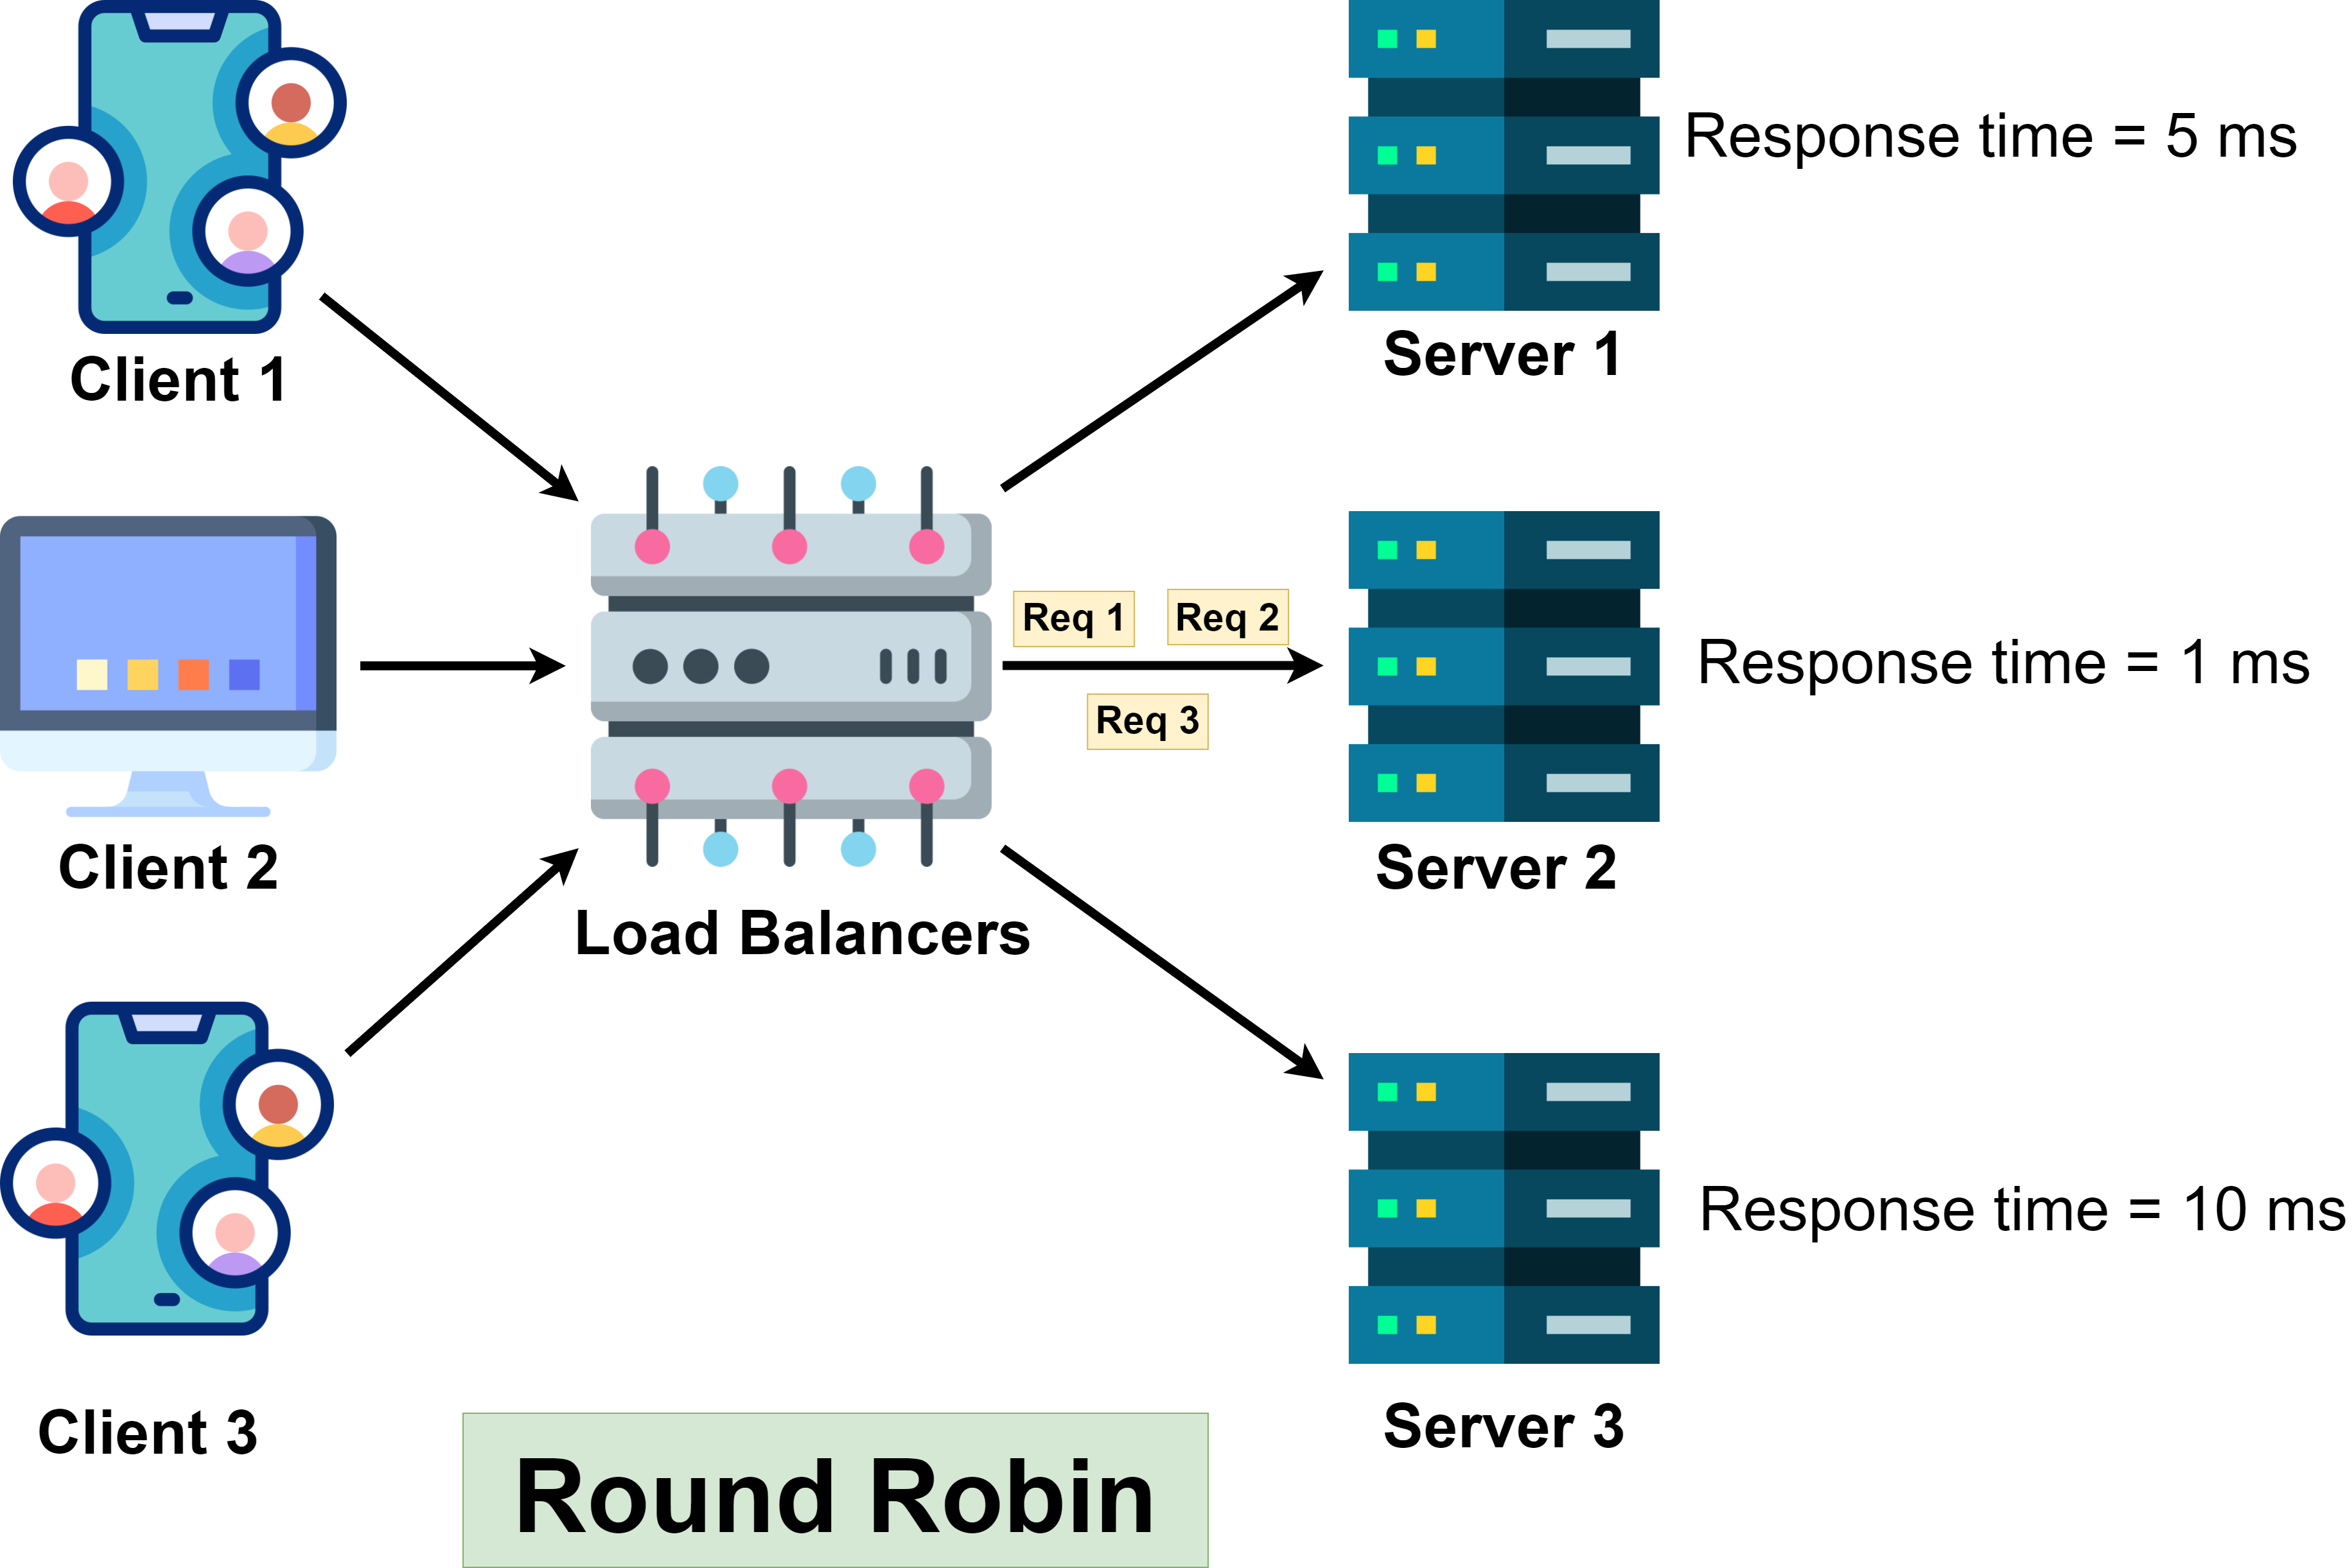 Response time = 5 ms
Client 1
Server 1
Req 1
Req 2
Req 3
Response time = 1 ms
Client 2
Server 2
Load Balancers
Response time = 10 ms
Client 3
Server 3
Round Robin